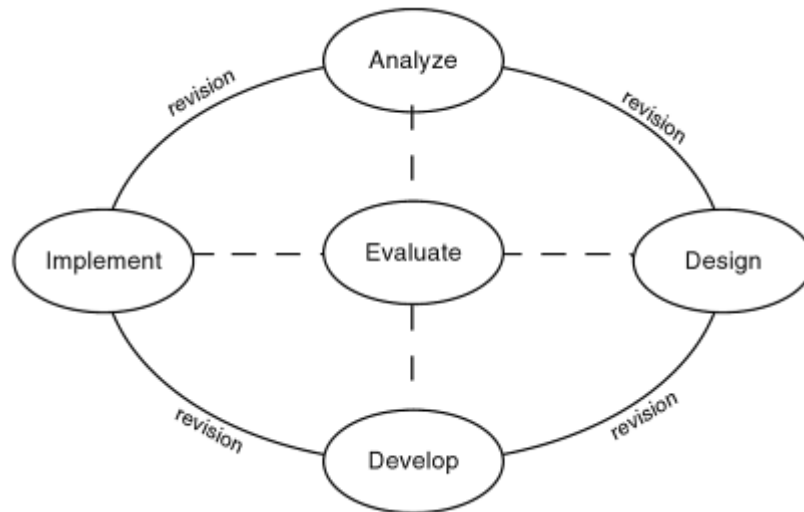 Analyze
revision
revision
Implement
Evaluate
Design
revision
revision
Develop